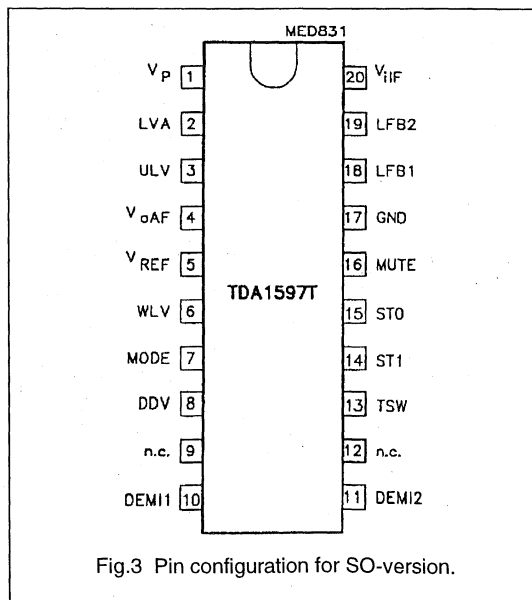 MED831
VP 1
LVA 2
ULV 3
VoAF 4
VREF 5
WLV 6
MODE 7
DDV 8
n.c. 9
DEMI1 10
TDA1597T
20 ViIF
19 LFB2
18 LFB1
17 GND
16 MUTE
15 ST0
14 ST1
13 TSW
12 n.c.
11 DEMI2
Fig.3 Pin configuration for SO-version.